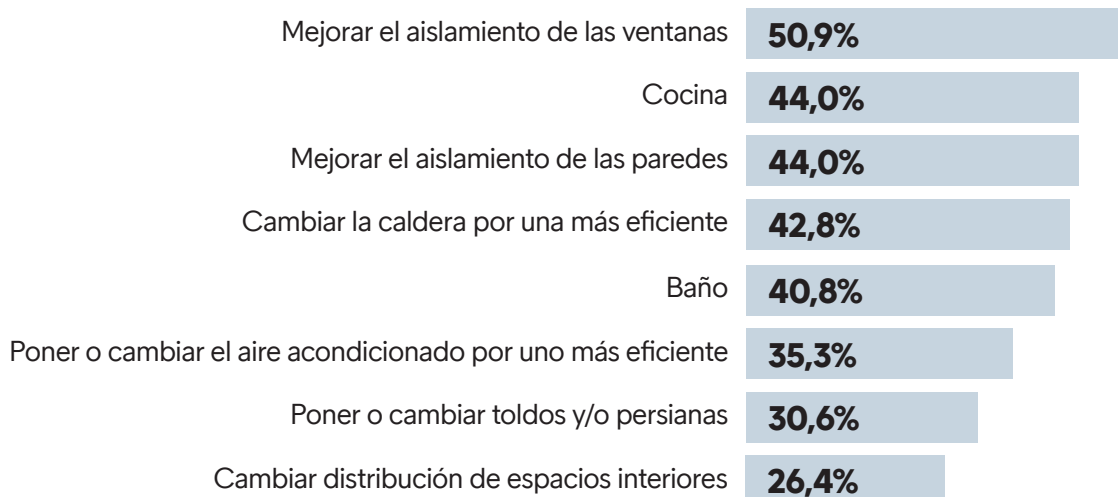 Mejorar el aislamiento de las ventanas 50,9%
Cocina 44,0%
Mejorar el aislamiento de las paredes 44,0%
Cambiar la caldera por una más eficiente 42,8%
Baño 40,8%
Poner o cambiar el aire acondicionado por uno más eficiente 35,3%
Poner o cambiar toldos y/o persianas 30,6%
Cambiar distribución de espacios interiores 26,4%